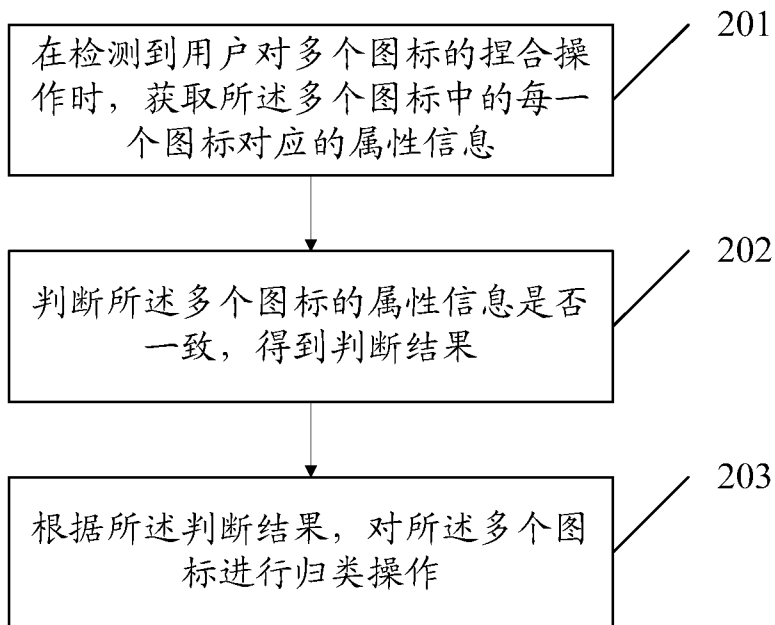 在检测到用户对多个图标的捏合操
作时，获取所述多个图标中的每一
个图标对应的属性信息
201
判断所述多个图标的属性信息是否
一致，得到判断结果
202
根据所述判断结果，对所述多个图
标进行归类操作
203